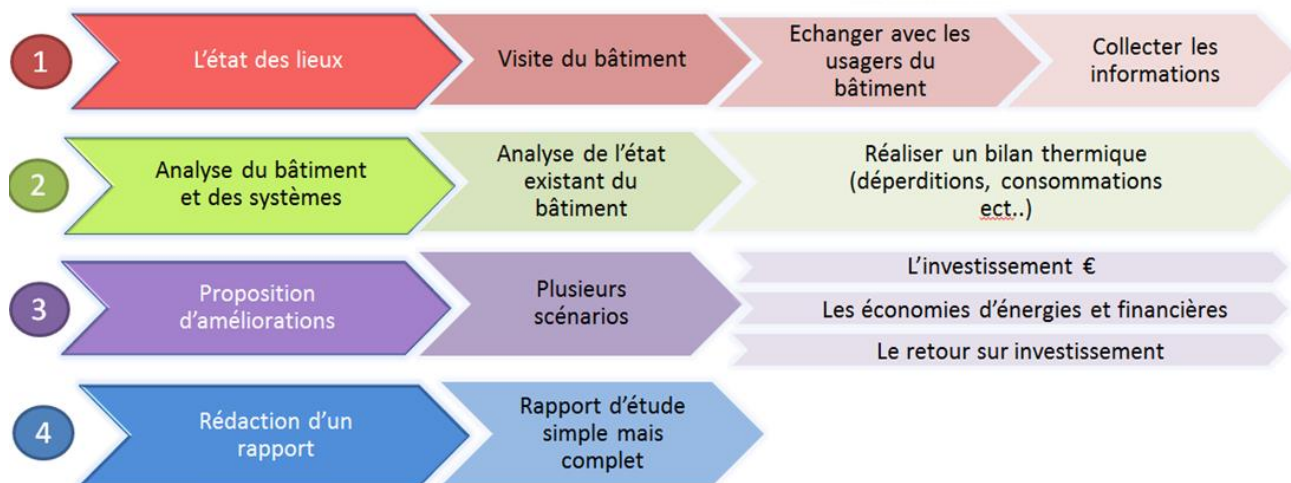 1
L'état des lieux
Visite du bâtiment
Echanger avec les
usagers du
bâtiment
Collecter les
informations
2
Analyse du bâtiment
et des systèmes
Analyse de l'état
existant du
bâtiment
Réaliser un bilan thermique
(déperditions, consommations
ect..)
3
Proposition
d'améliorations
Plusieurs
scénarios
L'investissement €
Les économies d'énergies et financières
Le retour sur investissement
4
Rédaction d'un
rapport
Rapport d'étude
simple mais
complet